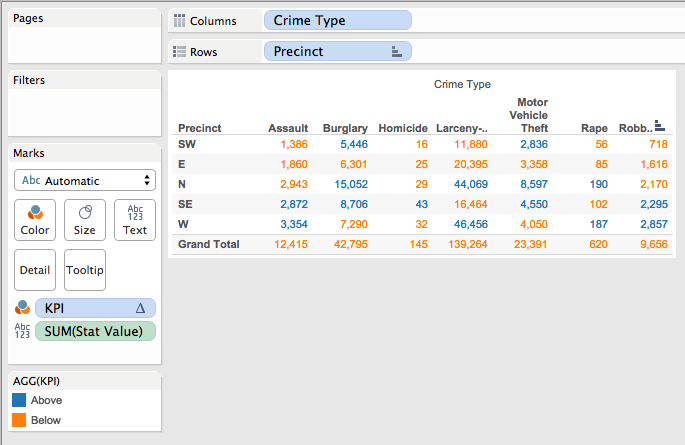 Pages
Columns
Crime Type
Rows
Precinct
Filters
Marks
Abc Automatic
Color
Size
Abc
123
Text
Detail
Tooltip
KPI Δ
Abc
123
SUM(Stat Value)
AGG(KPI)
Above
Below
Crime Type
Precinct Assault Burglary Homicide Larceny-.. Motor Vehicle Theft Rape Robb..
SW 1,386 5,446 16 11,880 2,836 56 718
E 1,860 6,301 25 20,395 3,358 85 1,616
N 2,943 15,052 29 44,069 8,597 190 2,170
SE 2,872 8,706 43 16,464 4,550 102 2,295
W 3,354 7,290 32 46,456 4,050 187 2,857
Grand Total 12,415 42,795 145 139,264 23,391 620 9,656